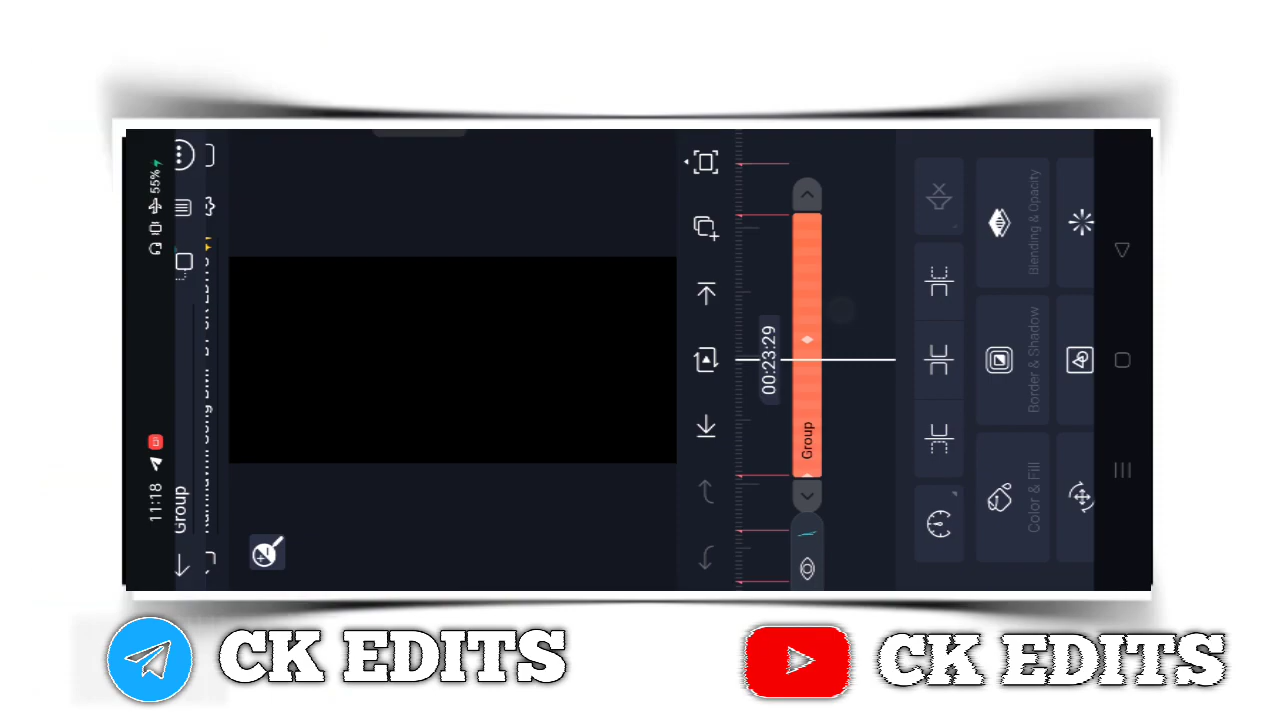 11:18
55%
Group
00:23:29
Group
Blending & Opacity
Border & Shadow
Color & Fill
CK EDITS
CK EDITS